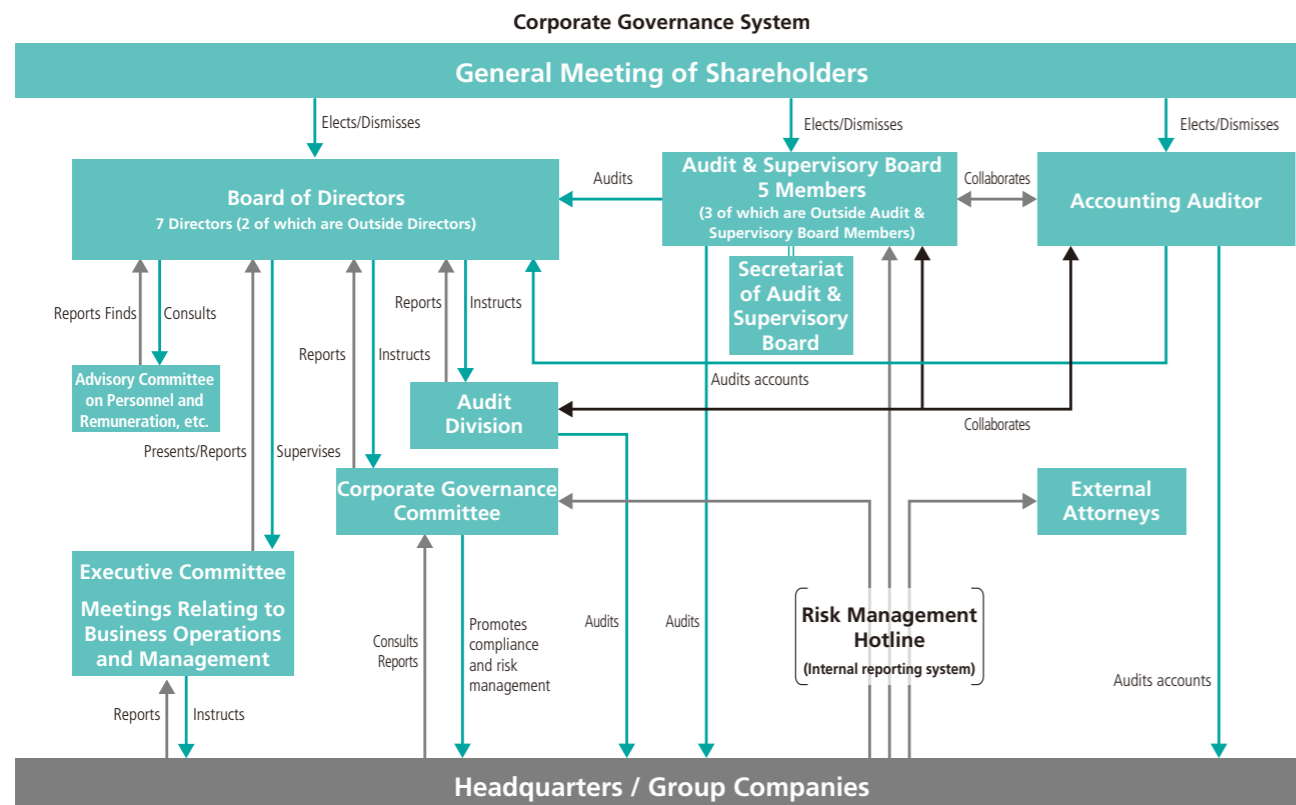 Corporate Governance System
General Meeting of Shareholders
Elects/Dismisses
Elects/Dismisses
Elects/Dismisses
Board of Directors
7 Directors (2 of which are Outside Directors)
Audits
Audit & Supervisory Board
5 Members
(3 of which are Outside Audit &
Supervisory Board Members)
Collaborates
Accounting Auditor
Secretariat
of Audit &
Supervisory
Board
Reports Finds
Consults
Reports
Instructs
Reports
Instructs
Advisory Committee
on Personnel and
Remuneration, etc.
Audit
Division
Audits accounts
Collaborates
Presents/Reports
Supervises
Corporate Governance
Committee
External
Attorneys
Executive Committee
Meetings Relating to
Business Operations
and Management
Consults
Reports
Promotes
compliance
and risk
management
Audits
Audits
Risk Management
Hotline
(Internal reporting system)
Audits accounts
Reports
Instructs
Headquarters / Group Companies